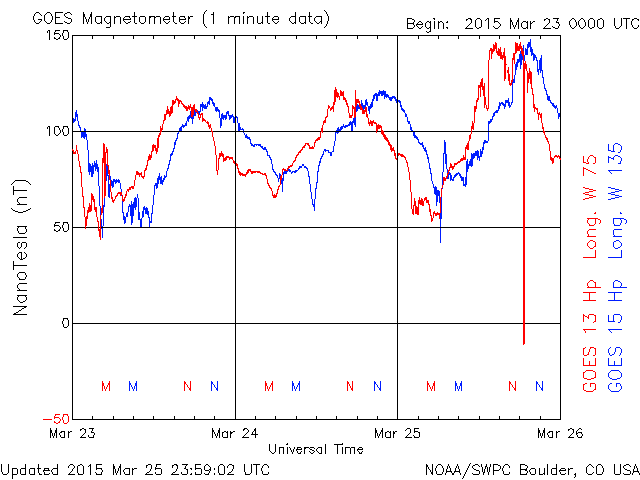 GOES Magnetometer (1 minute data)
Begin: 2015 Mar 23 0000 UTC
150
100
50
0
-50
NanoTesla (nT)
M M N N M M N N M M N N
Mar 23 Mar 24 Mar 25 Mar 26
Universal Time
GOES 13 Hp Long. W 75
GOES 15 Hp Long. W 135
Updated 2015 Mar 25 23:59:02 UTC
NOAA/SWPC Boulder, CO USA